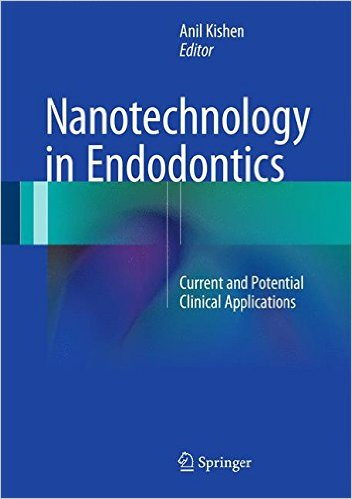 Anil Kishen
Editor
Nanotechnology
in Endodontics
Current and Potential
Clinical Applications
Springer